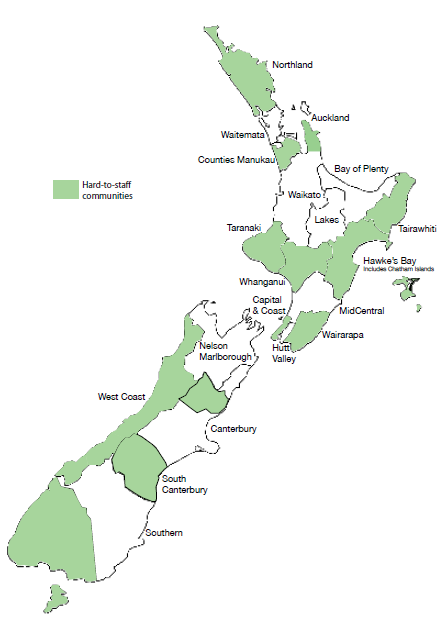 Northland
Auckland
Waitemata
Counties Manukau
Bay of Plenty
Hard-to-staff
communities
Waikato
Lakes
Taranaki
Tairawhiti
Hawke's Bay
Includes Chatham Islands
Whanganui
Capital
& Coast
MidCentral
Wairarapa
Hutt
Valley
Nelson
Marlborough
West Coast
Canterbury
South
Canterbury
Southern